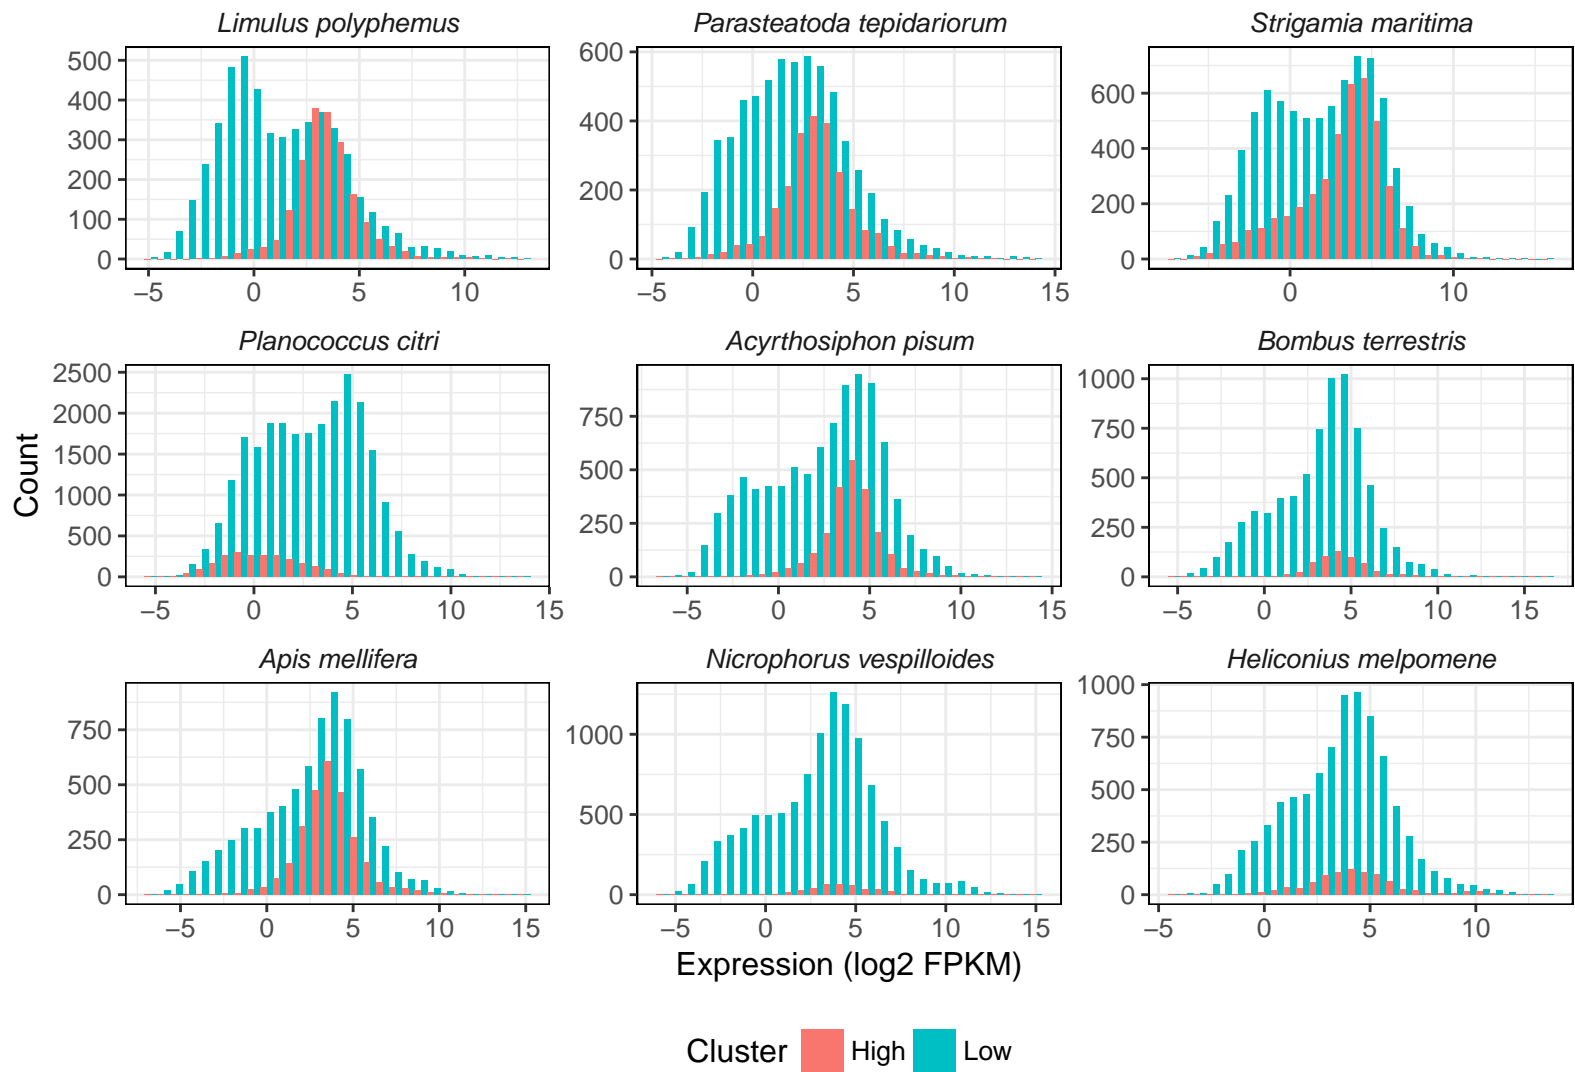 Limulus polyphemus
Parasteatoda tepidariorum
Strigamia maritima
500
400
300
200
100
0
−5 0 5 10
600
400
200
0
−5 0 5 10 15
600
400
200
0
0 10
Planococcus citri
Acyrthosiphon pisum
Bombus terrestris
2500
2000
1500
1000
500
0
−5 0 5 10 15
750
500
250
0
−5 0 5 10 15
1000
750
500
250
0
−5 0 5 10 15
Count
Apis mellifera
Nicrophorus vespilloides
Heliconius melpomene
750
500
250
0
−5 0 5 10 15
1000
500
0
−5 0 5 10 15
1000
750
500
250
0
−5 0 5 10
Expression (log2 FPKM)
Cluster High Low